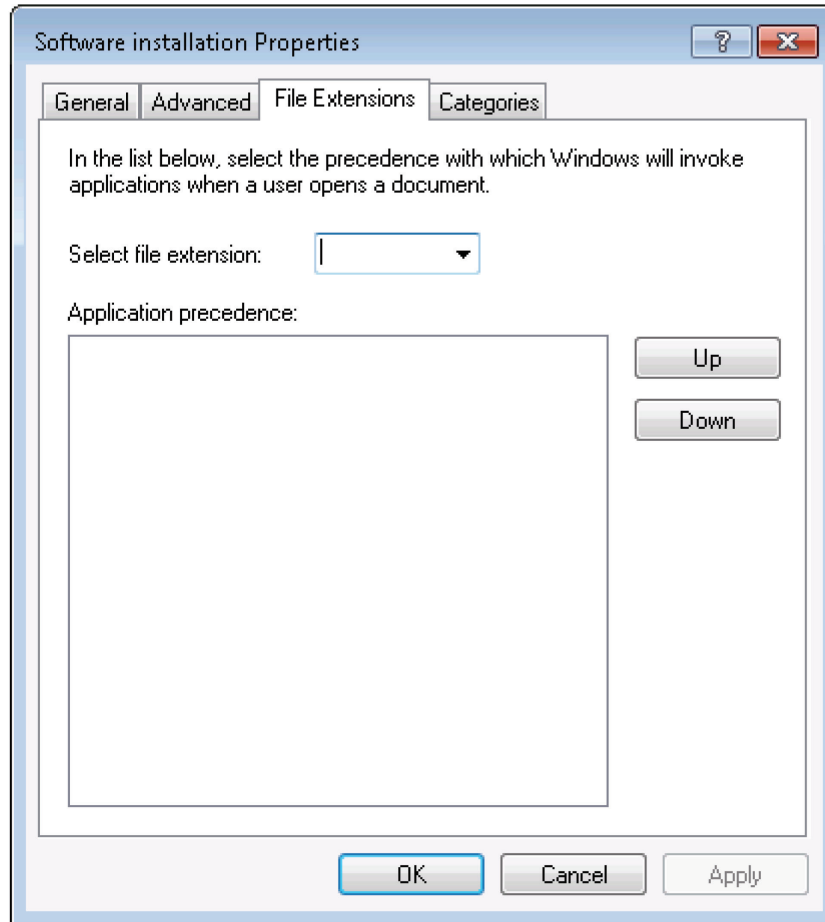 Software installation Properties
?
General Advanced File Extensions Categories
In the list below, select the precedence with which Windows will invoke
applications when a user opens a document.
Select file extension:
Application precedence:
Up
Down
OK Cancel Apply